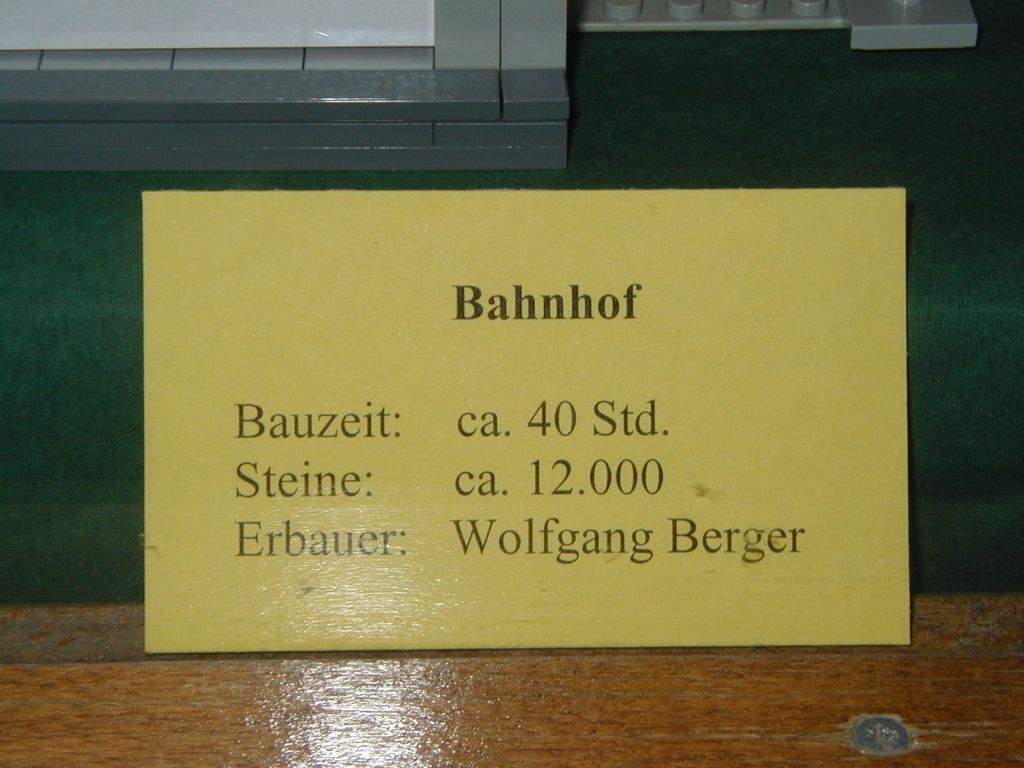 Bahnhof
Bauzeit: ca. 40 Std.
Steine: ca. 12.000
Erbauer: Wolfgang Berger